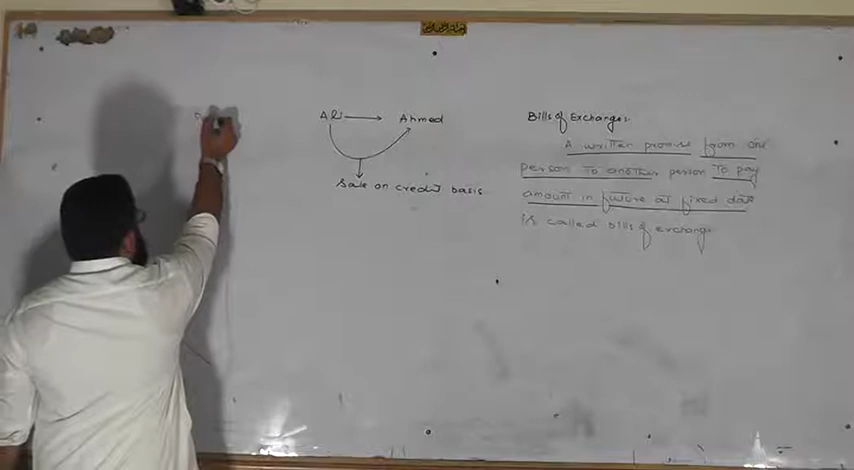 Ali → Ahmed
Sale on credit basis.
Bills of Exchange:
A written promise from one
person to another person to pay
amount in future at fixed date
is called bills of exchange